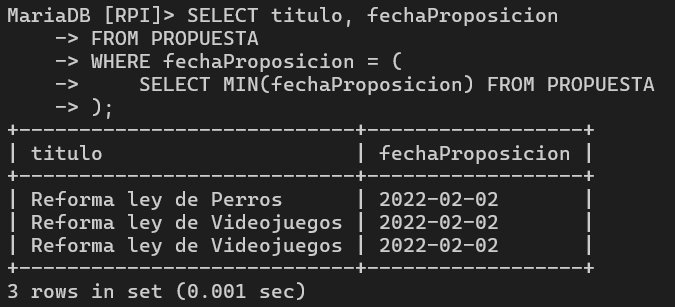 MariaDB [RPI]> SELECT titulo, fechaProposicion
    -> FROM PROPUESTA
    -> WHERE fechaProposicion = (
    ->     SELECT MIN(fechaProposicion) FROM PROPUESTA
    -> );
+----------------------------+------------------+
| titulo                     | fechaProposicion |
+----------------------------+------------------+
| Reforma ley de Perros      | 2022-02-02       |
| Reforma ley de Videojuegos | 2022-02-02       |
| Reforma ley de Videojuegos | 2022-02-02       |
+----------------------------+------------------+
3 rows in set (0.001 sec)